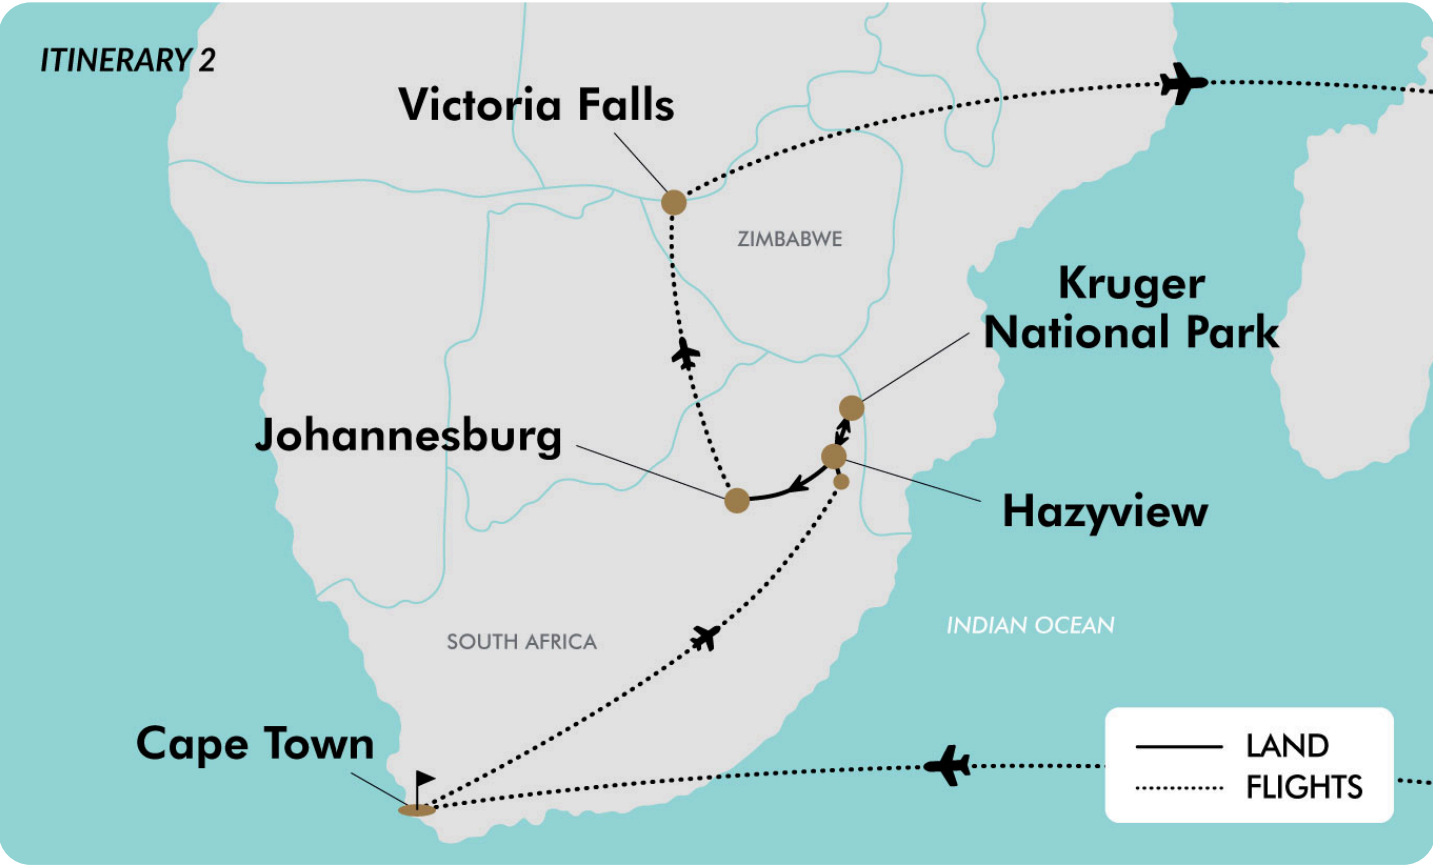 ITINERARY 2
Victoria Falls
ZIMBABWE
Kruger
National Park
Johannesburg
Hazyview
INDIAN OCEAN
SOUTH AFRICA
Cape Town
LAND
FLIGHTS